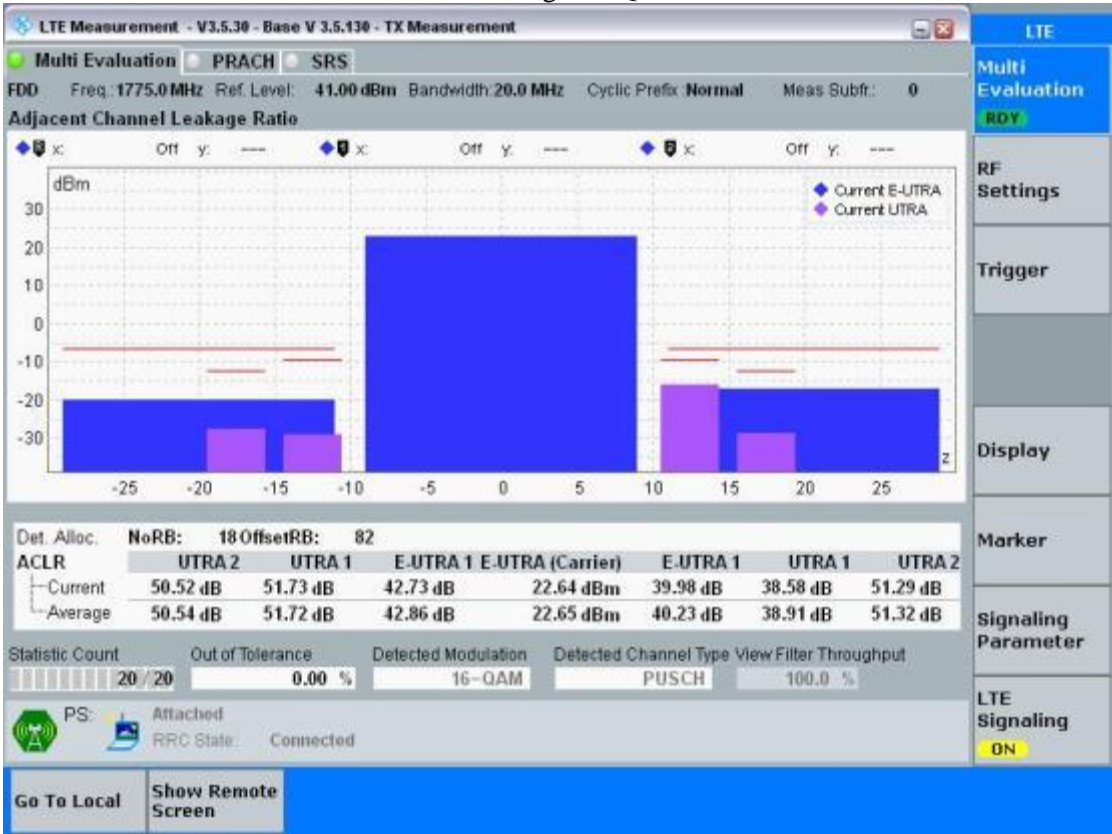 LTE Measurement - V3.5.30 - Base V 3.5.130 - TX Measurement
LTE
Multi Evaluation PRACH SRS
Multi Evaluation
RDY
FDD Freq.: 1775.0 MHz Ref. Level: 41.00 dBm Bandwidth: 20.0 MHz Cyclic Prefix : Normal Meas Subfr.: 0
Adjacent Channel Leakage Ratio
x: Off y: --- x: Off y: --- x: Off y: ---
dBm
Current E-UTRA
Current UTRA
30
20
10
0
-10
-20
-30
z
-25 -20 -15 -10 -5 0 5 10 15 20 25
RF Settings
Trigger
Display
Marker
Signaling Parameter
LTE Signaling
ON
Det. Alloc. NoRB: 18 OffsetRB: 82
ACLR UTRA 2 UTRA 1 E-UTRA 1 E-UTRA (Carrier) E-UTRA 1 UTRA 1 UTRA 2
Current 50.52 dB 51.73 dB 42.73 dB 22.64 dBm 39.98 dB 38.58 dB 51.29 dB
Average 50.54 dB 51.72 dB 42.86 dB 22.65 dBm 40.23 dB 38.91 dB 51.32 dB
Statistic Count Out of Tolerance Detected Modulation Detected Channel Type View Filter Throughput
20 / 20 0.00 % 16-QAM PUSCH 100.0 %
PS: Attached
RRC State: Connected
Go To Local Show Remote Screen